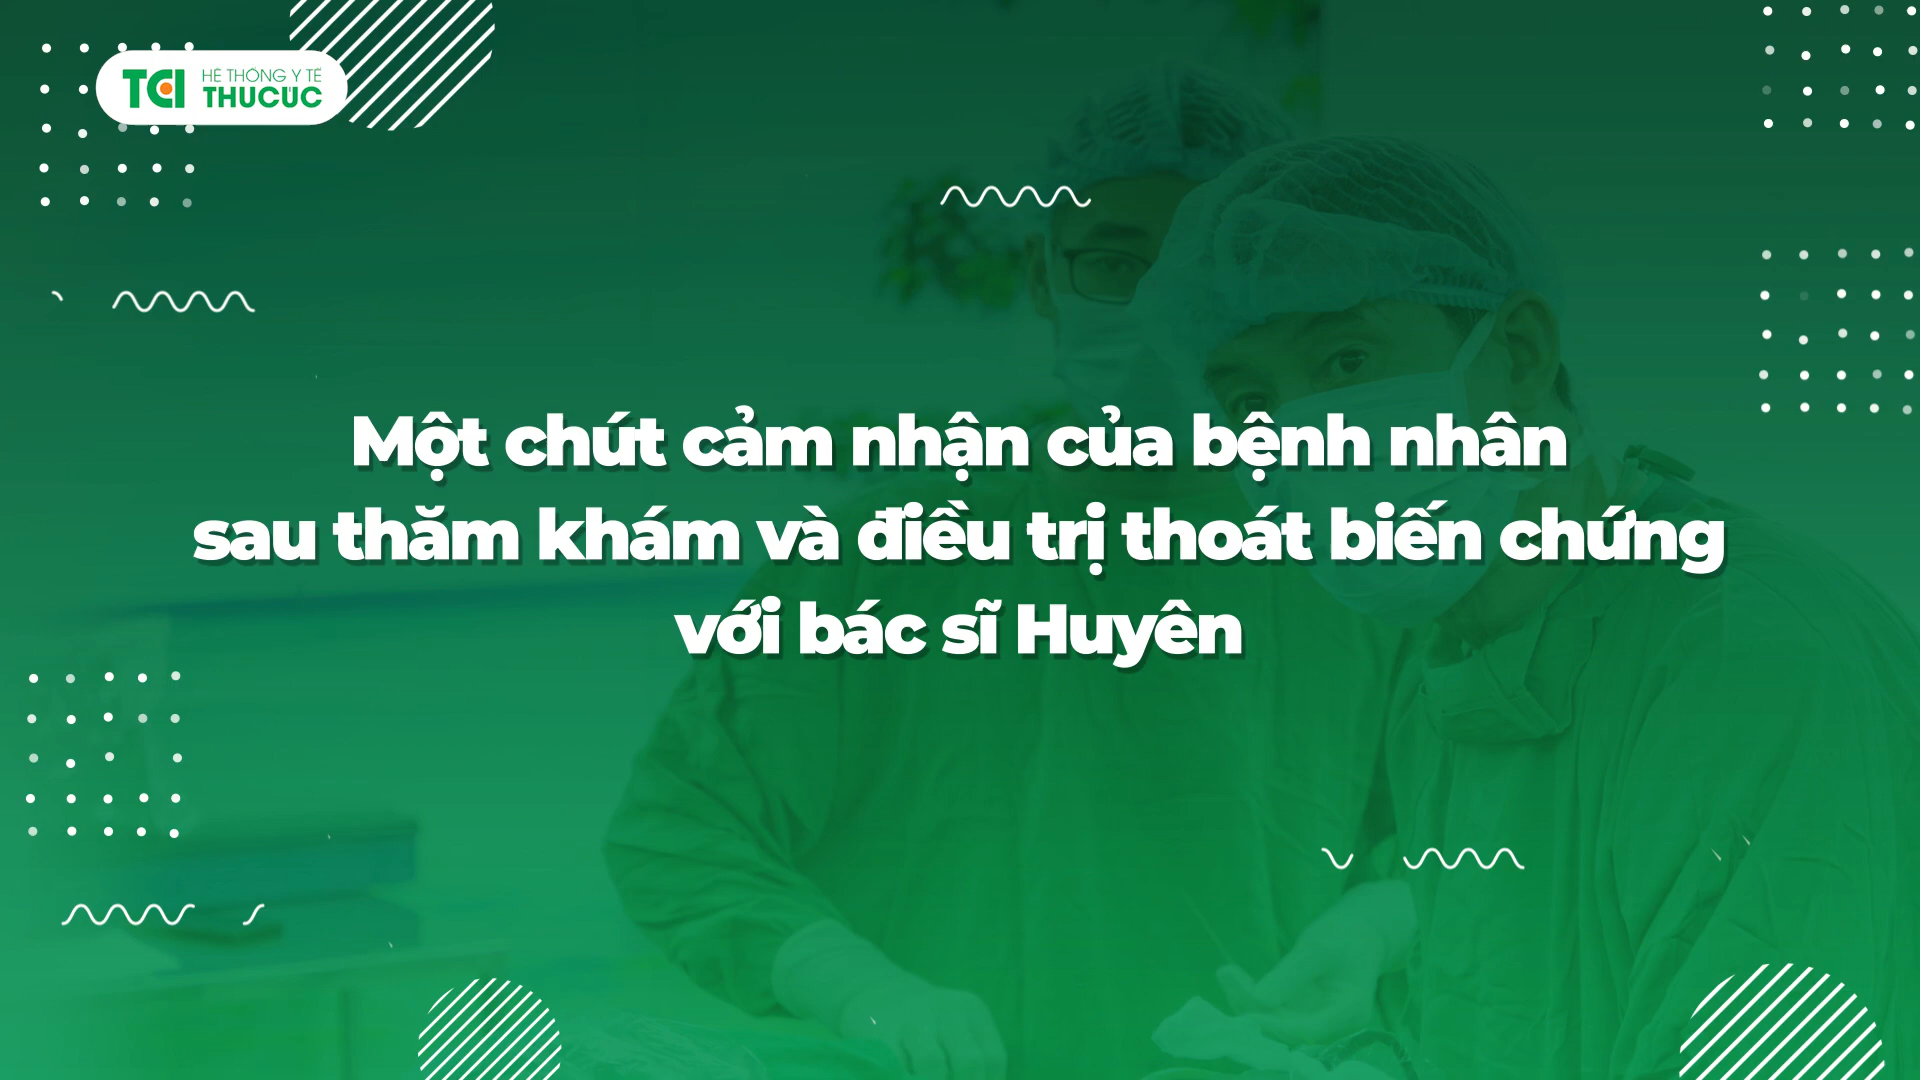 TCI
HỆ THỐNG Y TẾ
THUCUC
Một chút cảm nhận của bệnh nhân
sau thăm khám và điều trị thoát biến chứng
với bác sĩ Huyên